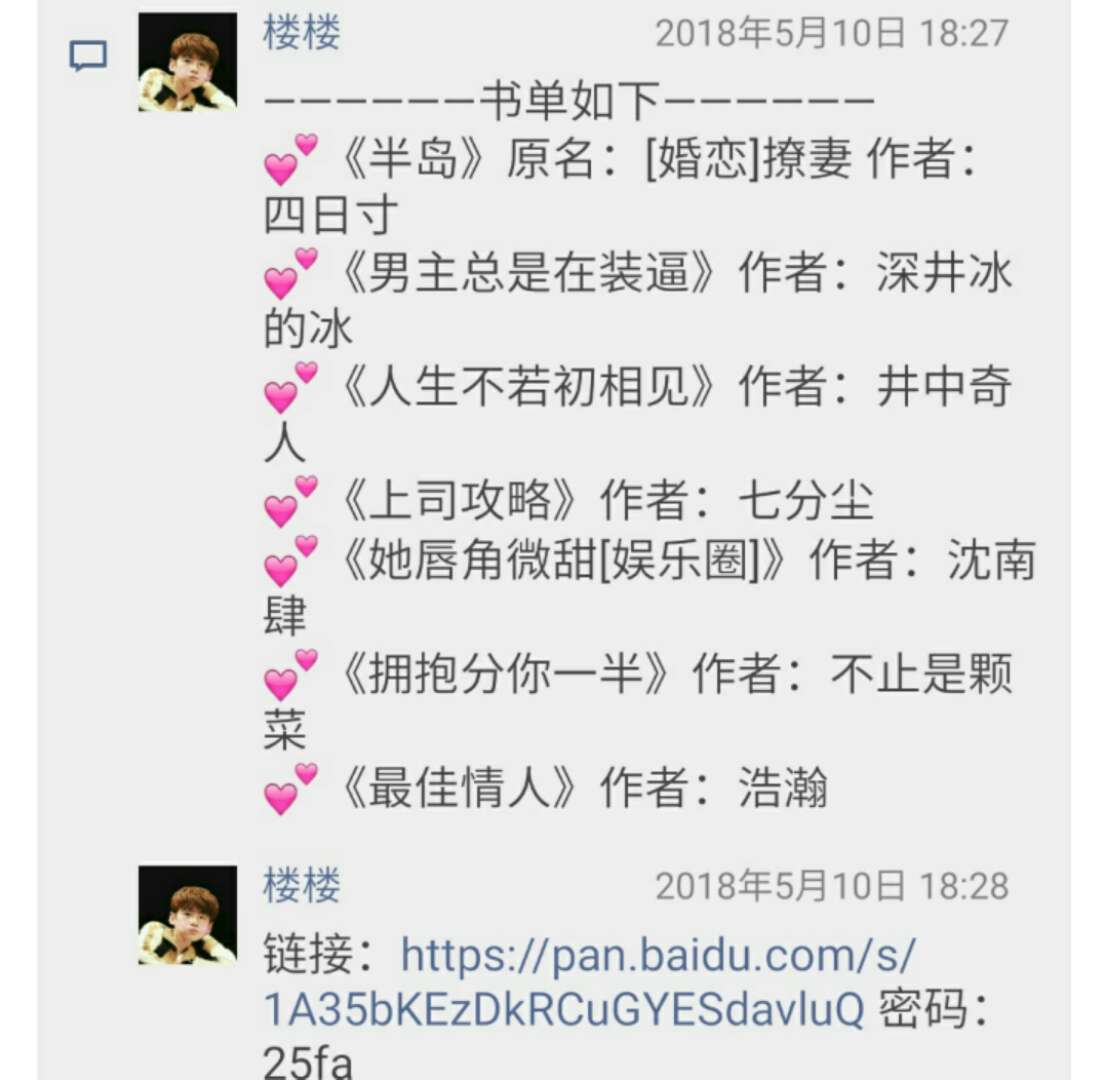 楼楼 2018年5月10日 18:27
——————书单如下——————
💕《半岛》原名：[婚恋]撩妻 作者：
四日寸
💕《男主总是在装逼》作者：深井冰
的冰
💕《人生不若初相见》作者：井中奇
人
💕《上司攻略》作者：七分尘
💕《她唇角微甜[娱乐圈]》作者：沈南
肆
💕《拥抱分你一半》作者：不止是颗
菜
💕《最佳情人》作者：浩瀚
楼楼 2018年5月10日 18:28
链接：https://pan.baidu.com/s/
1A35bKEzDkRCuGYESdavluQ 密码：
25fa